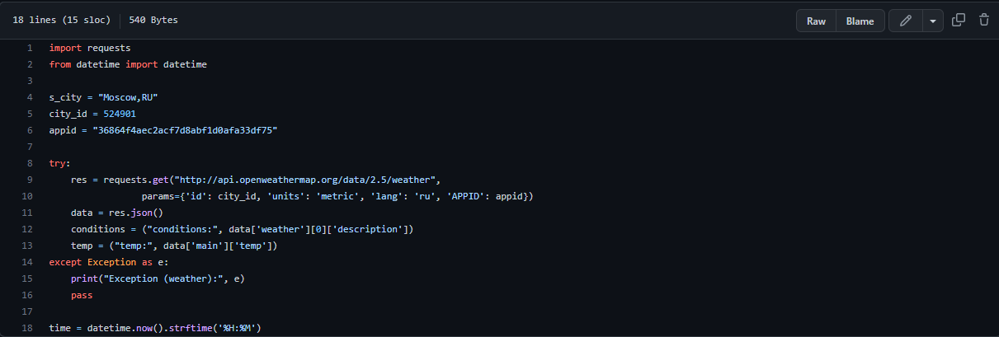 18 lines (15 sloc) 540 Bytes Raw Blame
1 import requests
2 from datetime import datetime
3
4 s_city = "Moscow,RU"
5 city_id = 524901
6 appid = "36864f4aec2acf7d8abf1d0afa33df75"
7
8 try:
9     res = requests.get("http://api.openweathermap.org/data/2.5/weather",
10                  params={'id': city_id, 'units': 'metric', 'lang': 'ru', 'APPID': appid})
11     data = res.json()
12     conditions = ("conditions:", data['weather'][0]['description'])
13     temp = ("temp:", data['main']['temp'])
14 except Exception as e:
15     print("Exception (weather):", e)
16     pass
17
18 time = datetime.now().strftime('%H:%M')